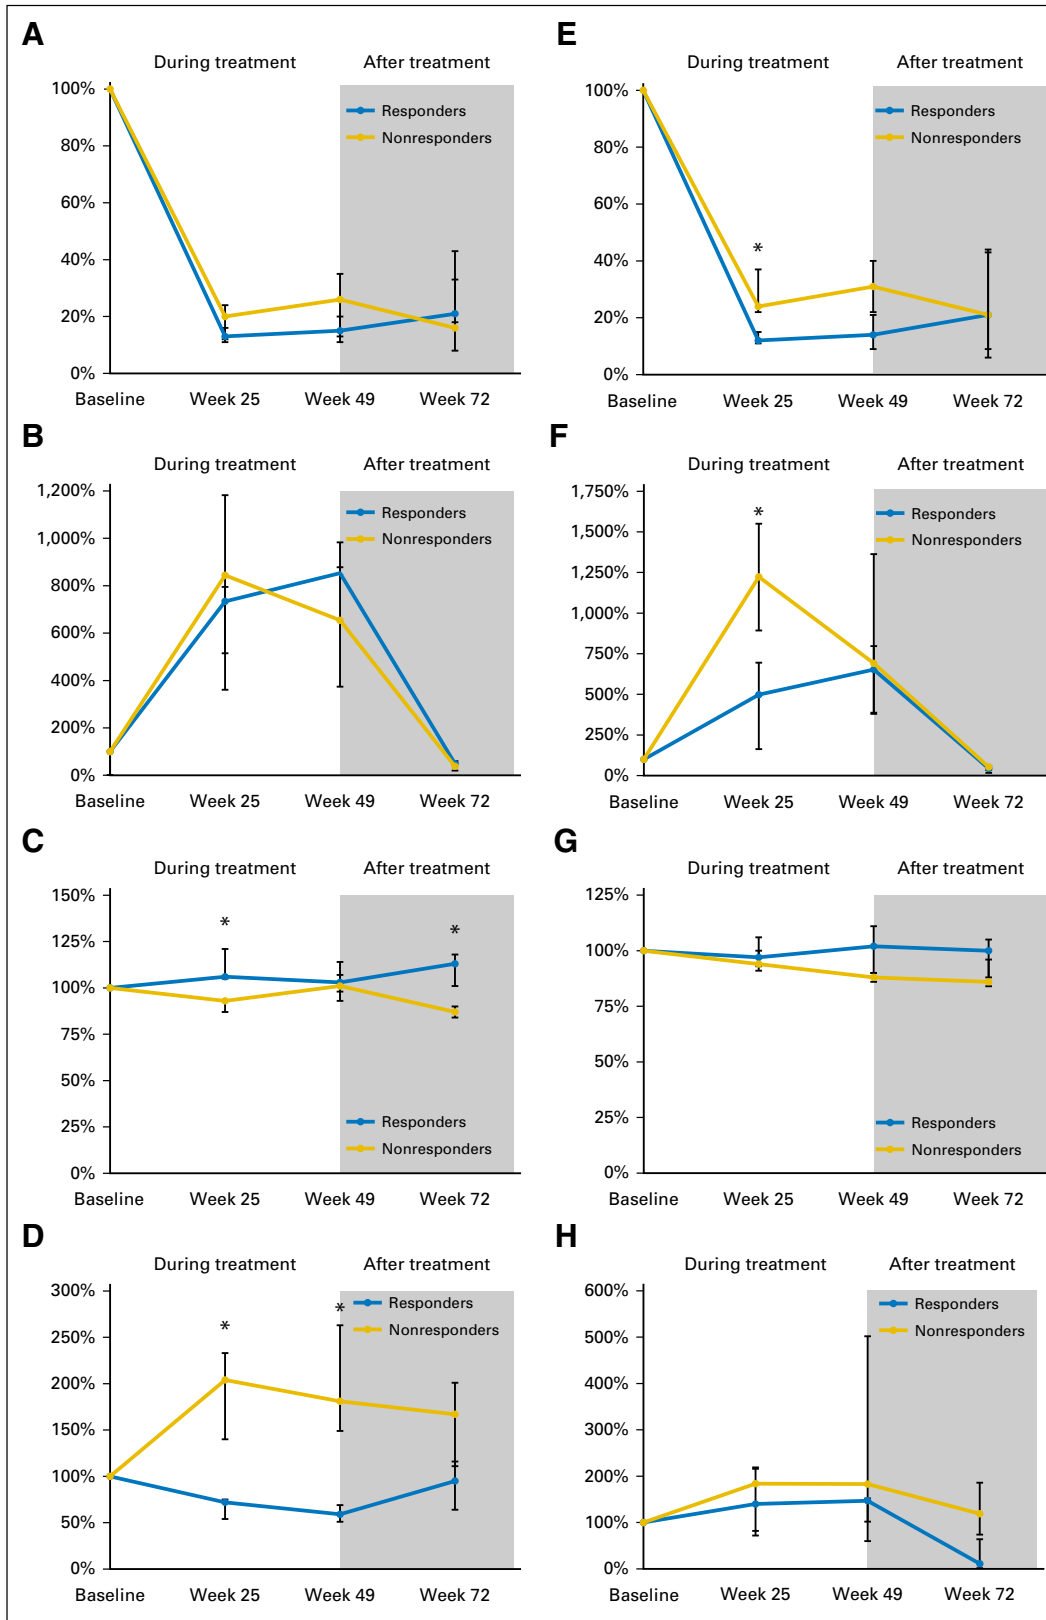 A
During treatment
After treatment
100%
80%
60%
40%
20%
0%
Responders
Nonresponders
Baseline
Week 25
Week 49
Week 72
E
During treatment
After treatment
100%
80%
60%
40%
20%
0%
Responders
Nonresponders
*
Baseline
Week 25
Week 49
Week 72
B
During treatment
After treatment
1,200%
1,000%
800%
600%
400%
200%
0%
Responders
Nonresponders
Baseline
Week 25
Week 49
Week 72
F
During treatment
After treatment
1,750%
1,500%
1,250%
1,000%
750%
500%
250%
0%
Responders
Nonresponders
*
Baseline
Week 25
Week 49
Week 72
C
During treatment
After treatment
150%
125%
100%
75%
50%
25%
0%
*
*
Responders
Nonresponders
Baseline
Week 25
Week 49
Week 72
G
During treatment
After treatment
125%
100%
75%
50%
25%
0%
Responders
Nonresponders
Baseline
Week 25
Week 49
Week 72
D
During treatment
After treatment
300%
250%
200%
150%
100%
50%
0%
*
*
Responders
Nonresponders
Baseline
Week 25
Week 49
Week 72
H
During treatment
After treatment
600%
500%
400%
300%
200%
100%
0%
Responders
Nonresponders
Baseline
Week 25
Week 49
Week 72